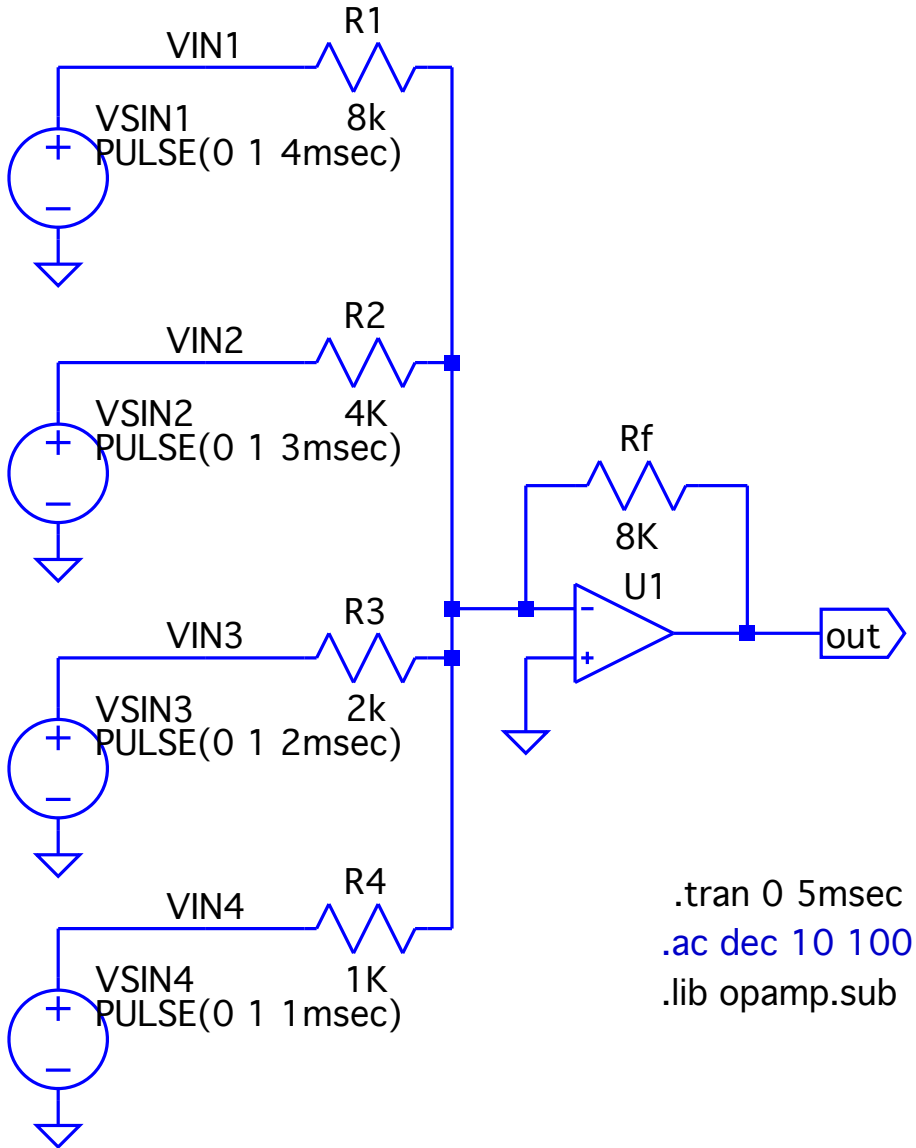 R1
VIN1
8k
VSIN1
PULSE(0 1 4msec)
R2
VIN2
4K
VSIN2
PULSE(0 1 3msec)
Rf
8K
U1
out
R3
VIN3
2k
VSIN3
PULSE(0 1 2msec)
R4
VIN4
1K
VSIN4
PULSE(0 1 1msec)
.tran 0 5msec
.ac dec 10 100
.lib opamp.sub